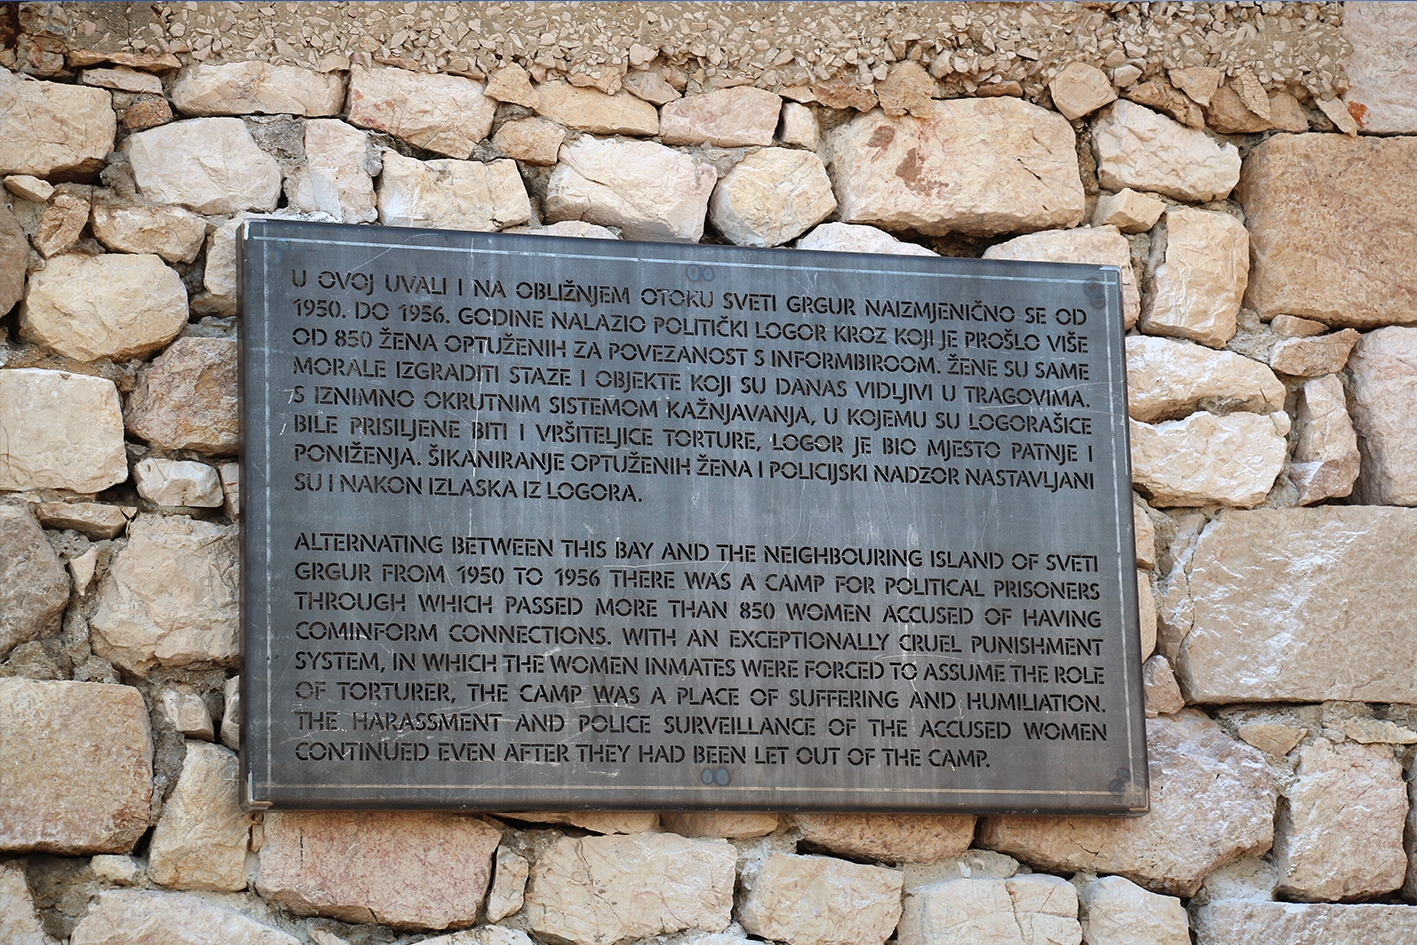 U OVOJ UVALI I NA OBLIŽNJEM OTOKU SVETI GRGUR NAIZMJENIČNO SE OD
1950. DO 1956. GODINE NALAZIO POLITIČKI LOGOR KROZ KOJI JE PROŠLO VIŠE
OD 850 ŽENA OPTUŽENIH ZA POVEZANOST S INFORMBIROOM. ŽENE SU SAME
MORALE IZGRADITI STAZE I OBJEKTE KOJI SU DANAS VIDLJIVI U TRAGOVIMA.
S IZNIMNO OKRUTNIM SISTEMOM KAŽNJAVANJA, U KOJEMU SU LOGORAŠICE
BILE PRISILJENE BITI I VRŠITELJICE TORTURE, LOGOR JE BIO MJESTO PATNJE I
PONIŽENJA. ŠIKANIRANJE OPTUŽENIH ŽENA I POLICIJSKI NADZOR NASTAVLJANI
SU I NAKON IZLASKA IZ LOGORA.
ALTERNATING BETWEEN THIS BAY AND THE NEIGHBOURING ISLAND OF SVETI
GRGUR FROM 1950 TO 1956 THERE WAS A CAMP FOR POLITICAL PRISONERS
THROUGH WHICH PASSED MORE THAN 850 WOMEN ACCUSED OF HAVING
COMINFORM CONNECTIONS. WITH AN EXCEPTIONALLY CRUEL PUNISHMENT
SYSTEM, IN WHICH THE WOMEN INMATES WERE FORCED TO ASSUME THE ROLE
OF TORTURER, THE CAMP WAS A PLACE OF SUFFERING AND HUMILIATION.
THE HARASSMENT AND POLICE SURVEILLANCE OF THE ACCUSED WOMEN
CONTINUED EVEN AFTER THEY HAD BEEN LET OUT OF THE CAMP.